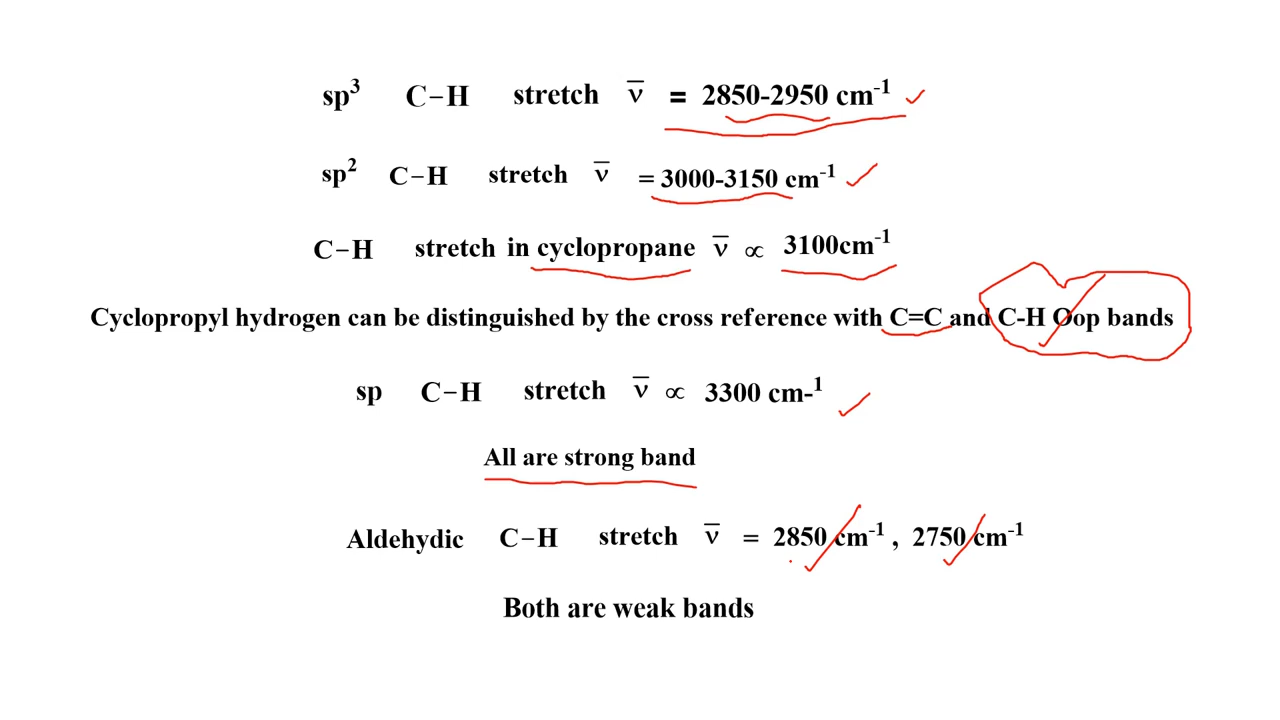 sp³ C–H stretch ν̅ = 2850-2950 cm⁻¹
sp² C–H stretch ν̅ = 3000-3150 cm⁻¹
C–H stretch in cyclopropane ν̅ ∝ 3100cm⁻¹
Cyclopropyl hydrogen can be distinguished by the cross reference with C=C and C-H Oop bands
sp C–H stretch ν̅ ∝ 3300 cm-¹
All are strong band
Aldehydic C–H stretch ν̅ = 2850 cm⁻¹ , 2750 cm⁻¹
Both are weak bands